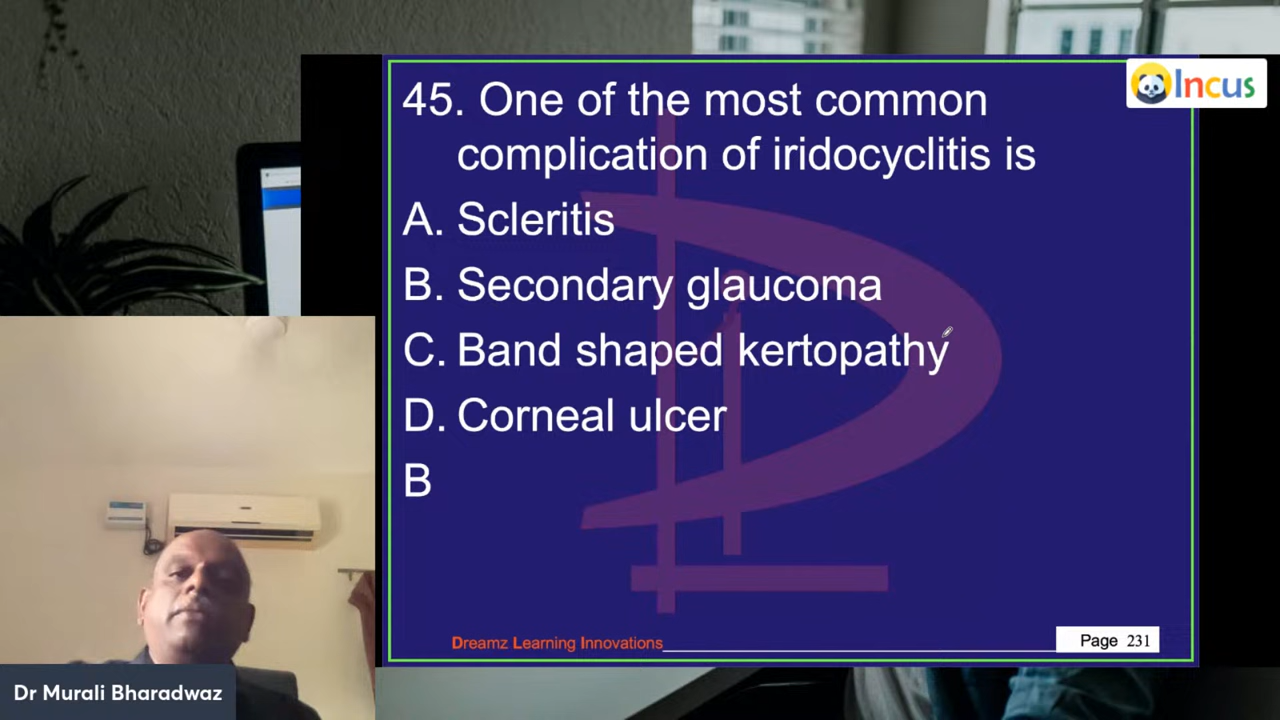 Incus
45. One of the most common
complication of iridocyclitis is
A. Scleritis
B. Secondary glaucoma
C. Band shaped kertopathy
D. Corneal ulcer
B
Dreamz Learning Innovations
Page 231
Dr Murali Bharadwaz